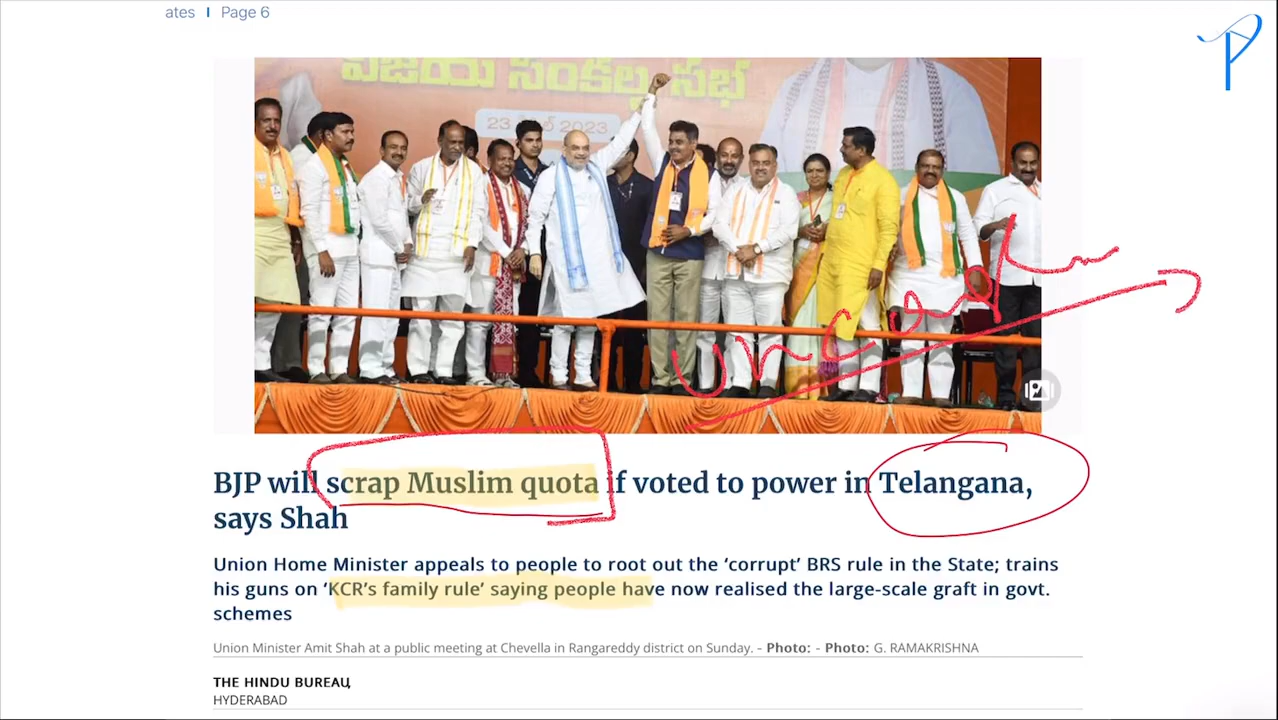 ates | Page 6
విజయ సంకల్ప సభ
BJP will scrap Muslim quota if voted to power in Telangana,
says Shah
Union Home Minister appeals to people to root out the ‘corrupt’ BRS rule in the State; trains
his guns on ‘KCR’s family rule’ saying people have now realised the large-scale graft in govt.
schemes
Union Minister Amit Shah at a public meeting at Chevella in Rangareddy district on Sunday. - Photo: - Photo: G. RAMAKRISHNA
THE HINDU BUREAU,
HYDERABAD